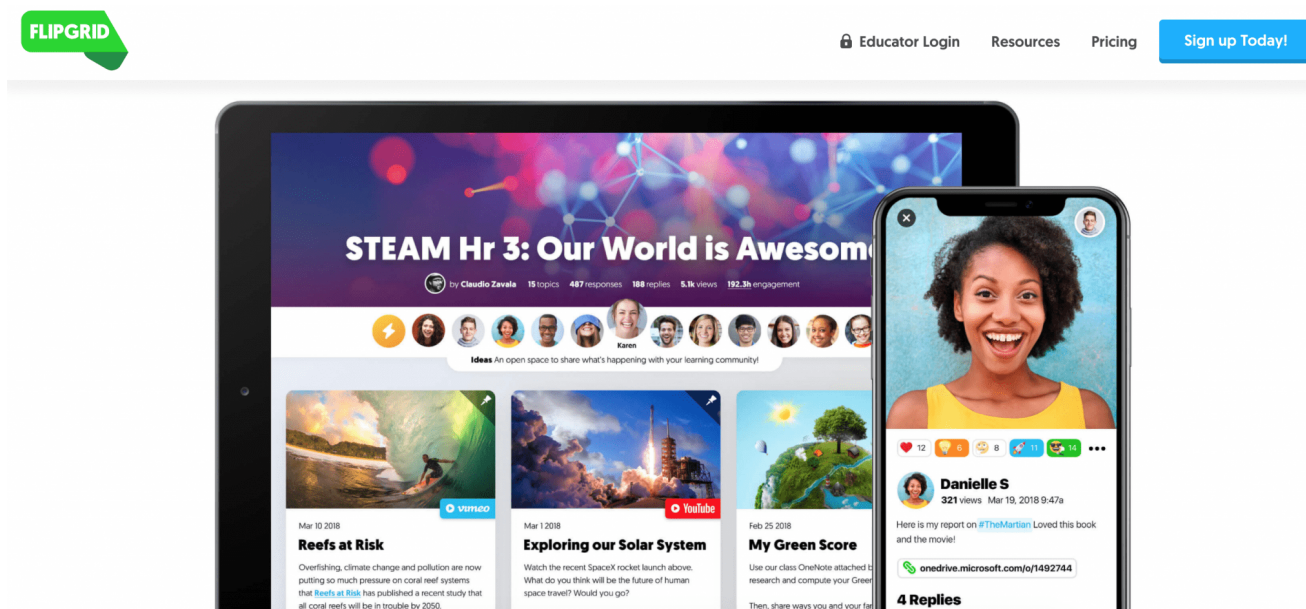 FLIPGRID
Educator Login
Resources
Pricing
Sign up Today!
STEAM Hr 3: Our World is Awesom
by Claudio Zavala 15 topics 487 responses 188 replies 5.1k views 192.3h engagement
Karen
Ideas An open space to share what's happening with your learning community!
vimeo
Mar 10 2018
Reefs at Risk
Overfishing, climate change and pollution are now
putting so much pressure on coral reef systems
that Reefs at Risk has published a recent study that
all coral reefs will be in trouble by 2050.
YouTube
Mar 1 2018
Exploring our Solar System
Watch the recent SpaceX rocket launch above.
What do you think will be the future of human
space travel? Would you go?
Feb 25 2018
My Green Score
Use our class OneNote attached b
research and compute your Green
Then, share ways you and your fam
12 6 8 11 14
Danielle S
321 views Mar 19, 2018 9:47a
Here is my report on #TheMartian Loved this book
and the movie!
onedrive.microsoft.com/o/1492744
4 Replies